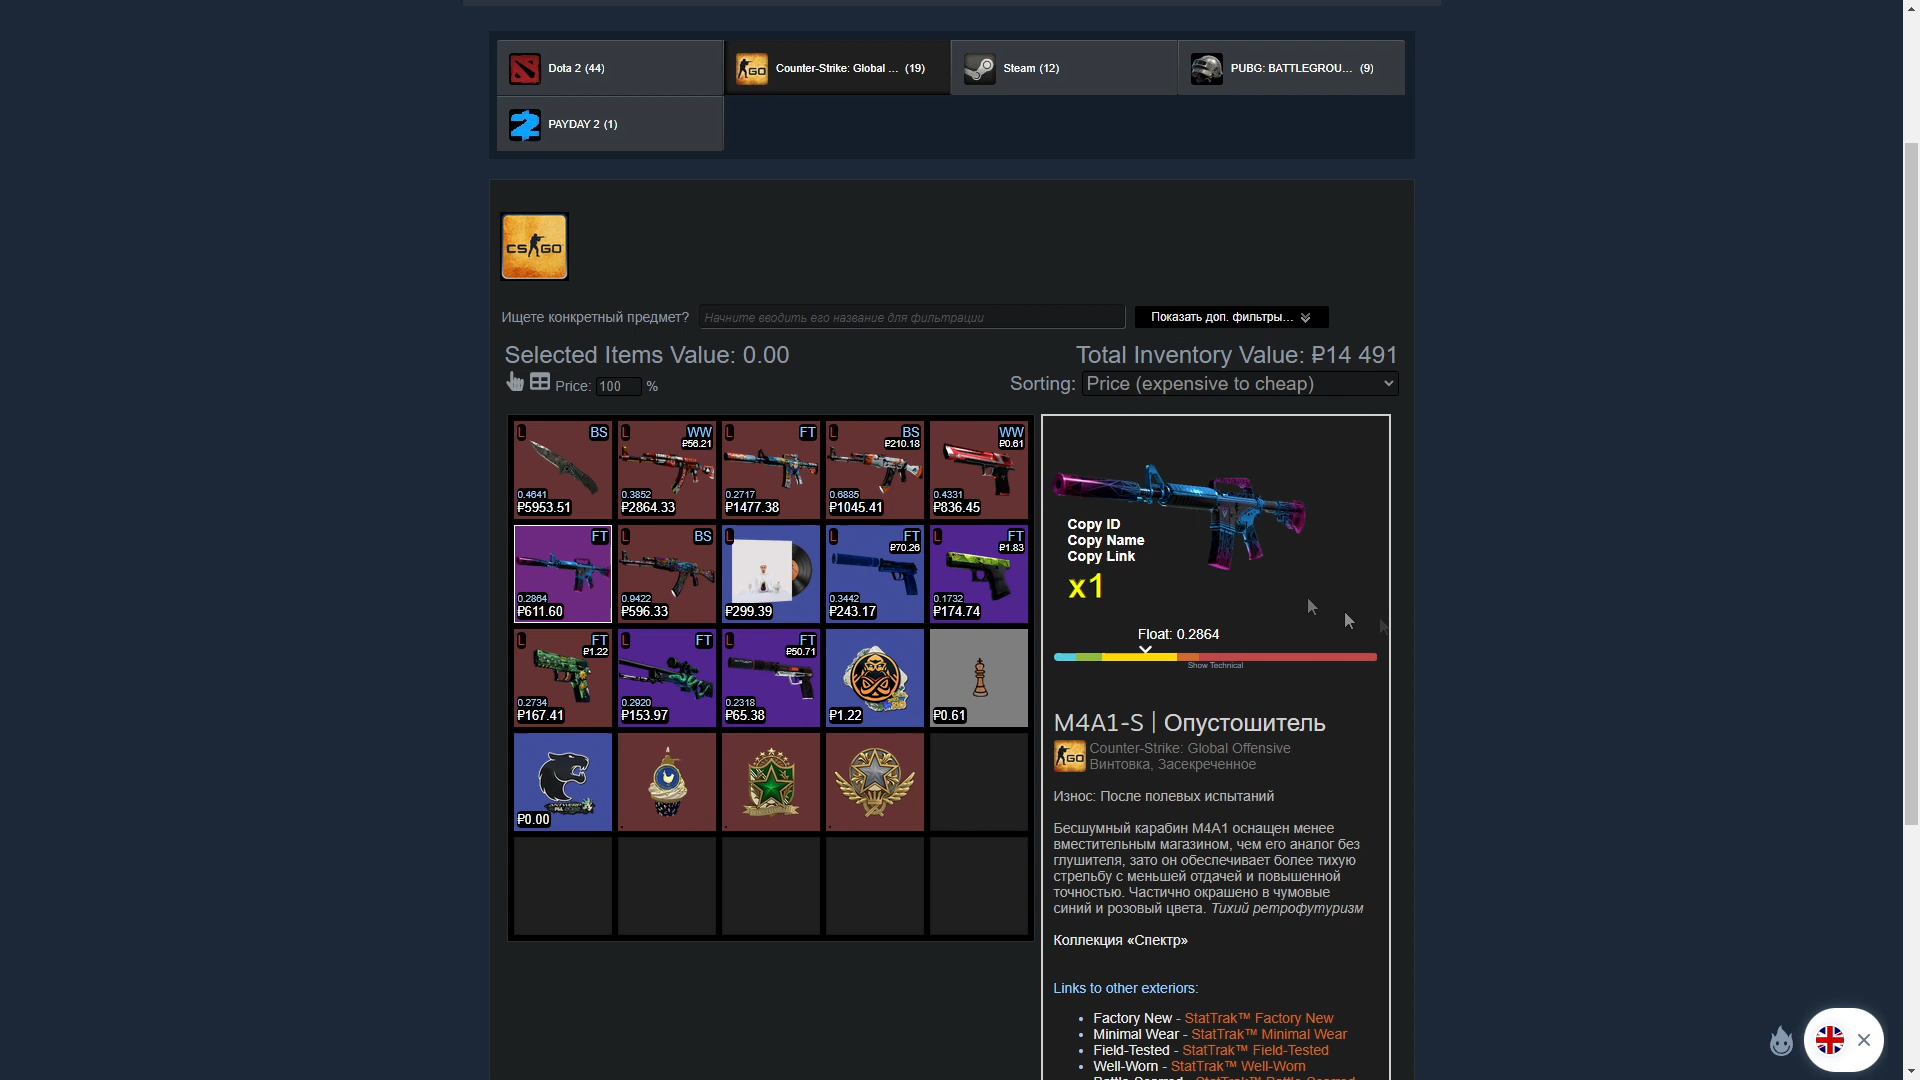 Dota 2 (44)
Counter-Strike: Global ... (19)
Steam (12)
PUBG: BATTLEGROU... (9)
PAYDAY 2 (1)
CS GO
Ищете конкретный предмет?
Начните вводить его название для фильтрации
Показать доп. фильтры...
Selected Items Value: 0.00
Total Inventory Value: ₽14 491
Price: 100 %
Sorting: Price (expensive to cheap)
L BS
0.4641
₽5953.51
L WW
₽56.21
0.3852
₽2864.33
L FT
0.2717
₽1477.38
L BS
₽210.18
0.6885
₽1045.41
L WW
₽0.61
0.4331
₽836.45
FT
0.2864
₽611.60
L BS
0.9422
₽596.33
L
₽299.39
L FT
₽70.26
0.3442
₽243.17
L FT
₽1.83
0.1732
₽174.74
L FT
₽1.22
0.2734
₽167.41
L FT
0.2920
₽153.97
L FT
₽50.71
0.2318
₽65.38
₽1.22
₽0.61
₽0.00
Copy ID
Copy Name
Copy Link
x1
Float: 0.2864
Show Technical
M4A1-S | Опустошитель
Counter-Strike: Global Offensive
Винтовка, Засекреченное
Износ: После полевых испытаний
Бесшумный карабин M4A1 оснащен менее
вместительным магазином, чем его аналог без
глушителя, зато он обеспечивает более тихую
стрельбу с меньшей отдачей и повышенной
точностью. Частично окрашено в чумовые
синий и розовый цвета. Тихий ретрофутуризм
Коллекция «Спектр»
Links to other exteriors:
Factory New - StatTrak™ Factory New
Minimal Wear - StatTrak™ Minimal Wear
Field-Tested - StatTrak™ Field-Tested
Well-Worn - StatTrak™ Well-Worn
Battle-Scarred - StatTrak™ Battle-Scarred